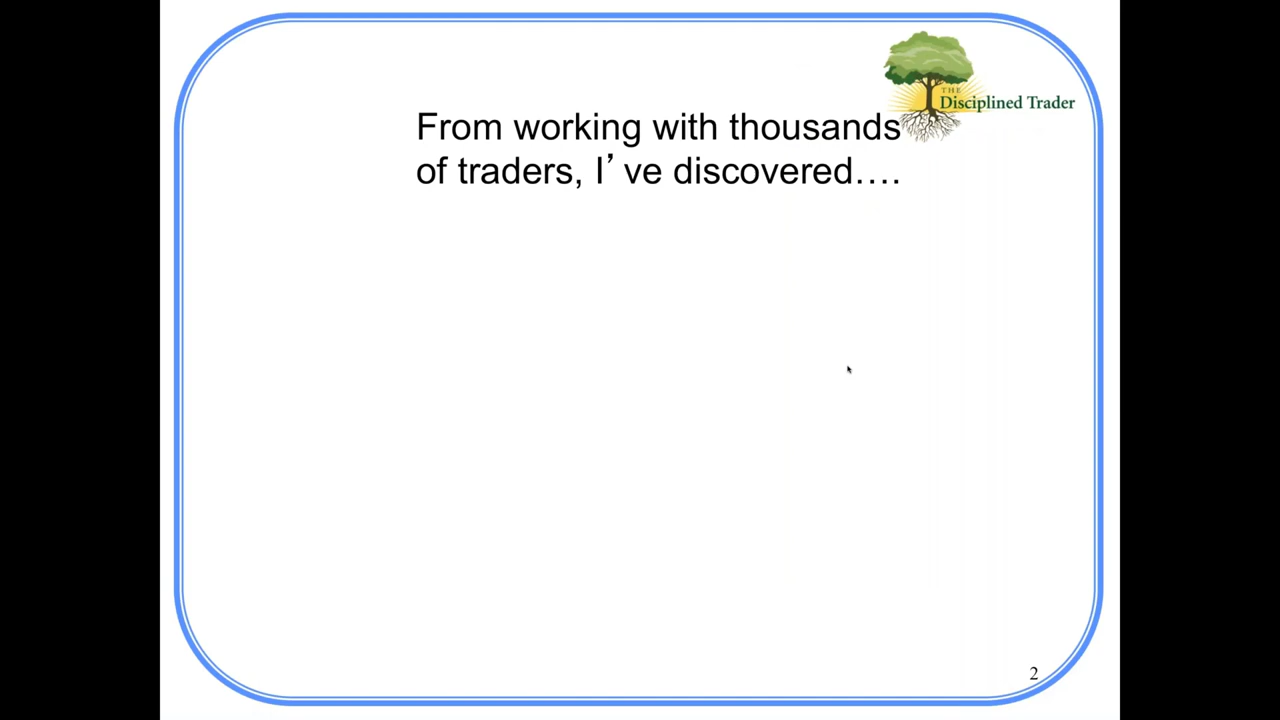 THE
Disciplined Trader
From working with thousands
of traders, I’ve discovered….
2